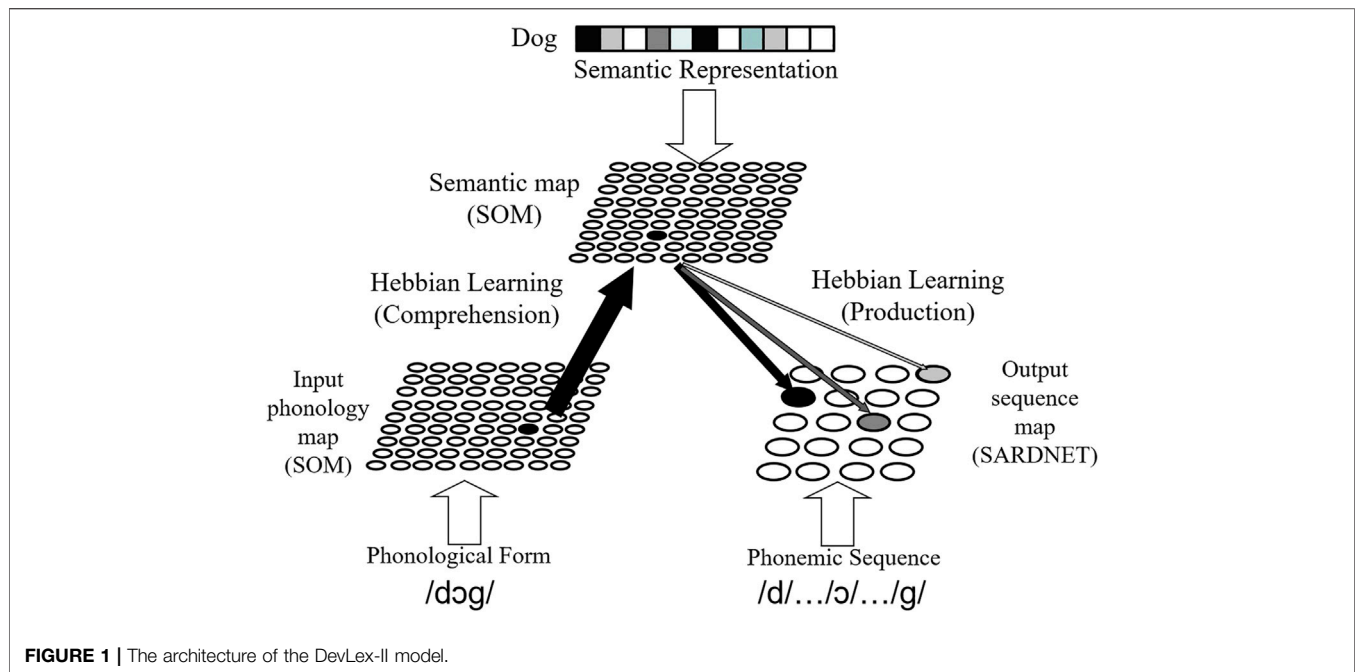 Dog
Semantic Representation
Semantic map
(SOM)
Hebbian Learning
(Comprehension)
Hebbian Learning
(Production)
Input
phonology
map
(SOM)
Output
sequence
map
(SARDNET)
Phonological Form
/dɔg/
Phonemic Sequence
/d/…/ɔ/…/g/
FIGURE 1 | The architecture of the DevLex-II model.